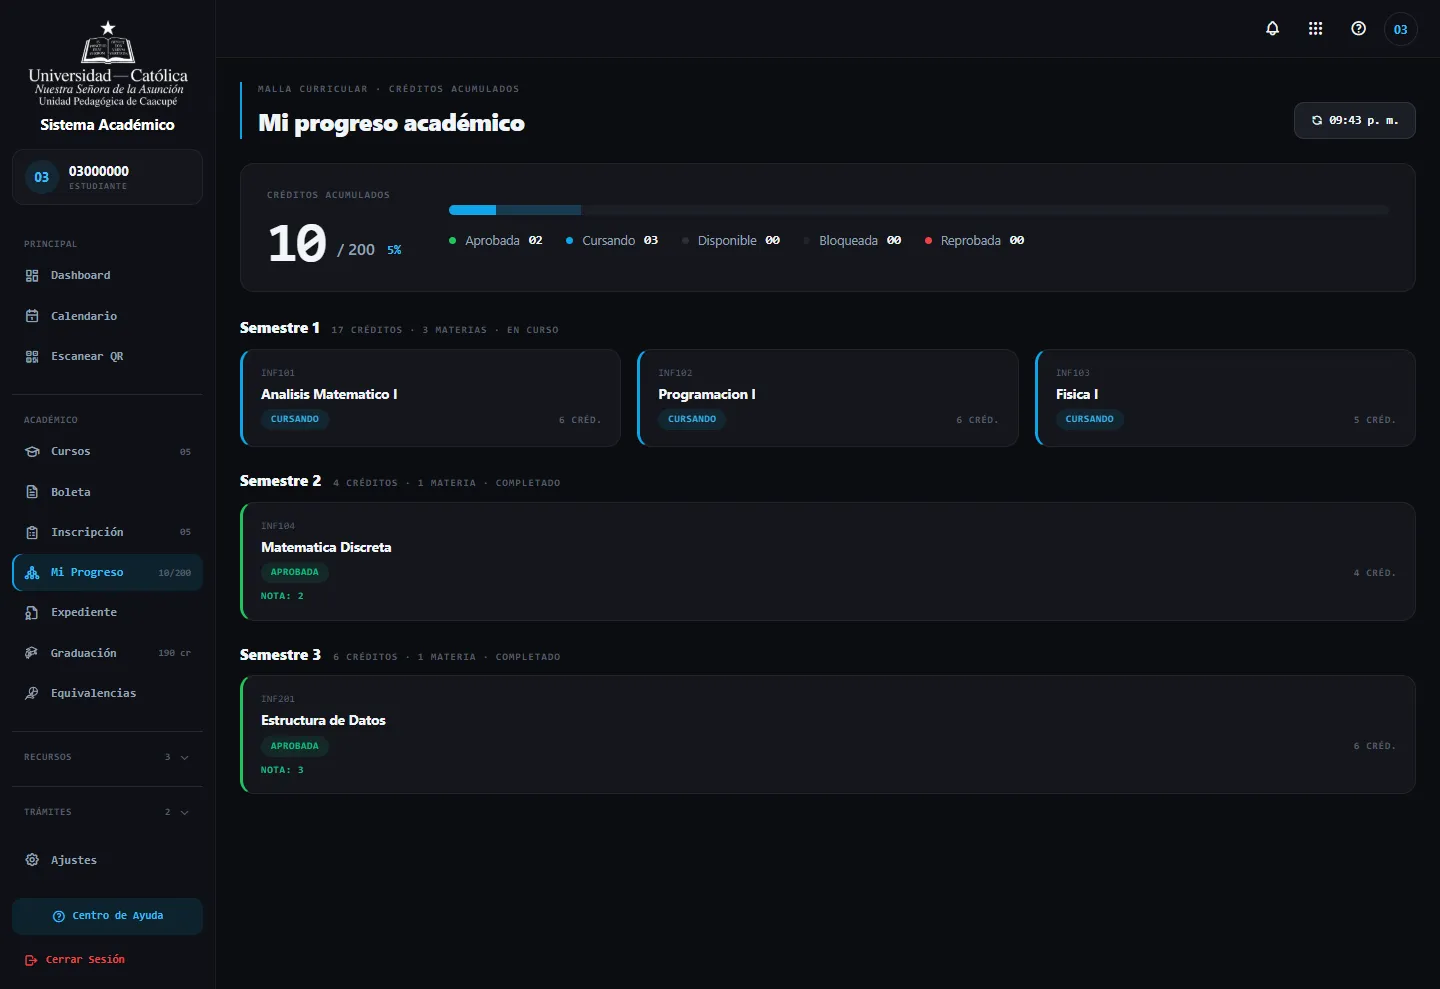 Universidad—Católica
Nuestra Señora de la Asunción
Unidad Pedagógica de Caacupé
Sistema Académico
03
03000000
ESTUDIANTE
PRINCIPAL
Dashboard
Calendario
Escanear QR
ACADÉMICO
Cursos 05
Boleta
Inscripción 05
Mi Progreso 10/200
Expediente
Graduación 190 cr
Equivalencias
RECURSOS 3
TRÁMITES 2
Ajustes
Centro de Ayuda
Cerrar Sesión
03
MALLA CURRICULAR · CRÉDITOS ACUMULADOS
Mi progreso académico
09:43 p. m.
CRÉDITOS ACUMULADOS
10 / 200 5%
Aprobada 02 Cursando 03 Disponible 00 Bloqueada 00 Reprobada 00
Semestre 1 17 CRÉDITOS · 3 MATERIAS · EN CURSO
INF101
Analisis Matematico I
CURSANDO 6 CRÉD.
INF102
Programacion I
CURSANDO 6 CRÉD.
INF103
Fisica I
CURSANDO 5 CRÉD.
Semestre 2 4 CRÉDITOS · 1 MATERIA · COMPLETADO
INF104
Matematica Discreta
APROBADA 4 CRÉD.
NOTA: 2
Semestre 3 6 CRÉDITOS · 1 MATERIA · COMPLETADO
INF201
Estructura de Datos
APROBADA 6 CRÉD.
NOTA: 3